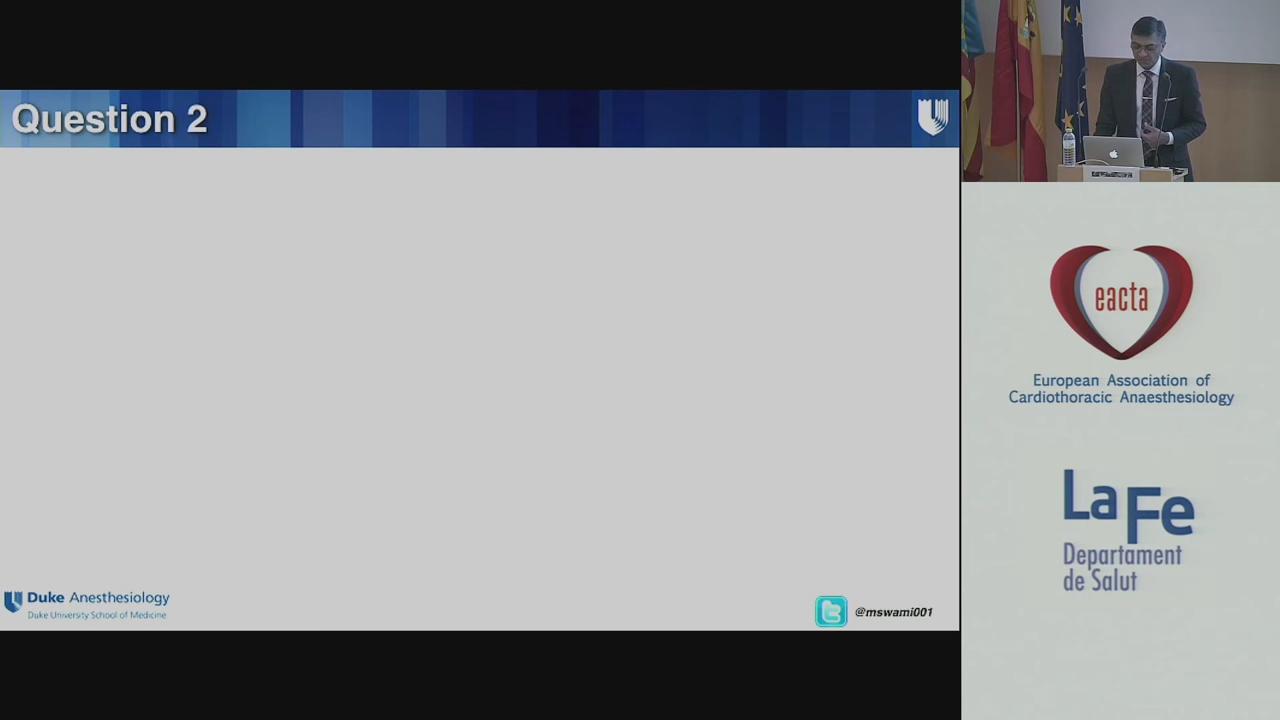 Question 2
Duke Anesthesiology
Duke University School of Medicine
@mswami001
eacta
European Association of
Cardiothoracic Anaesthesiology
La Fe
Departament
de Salut